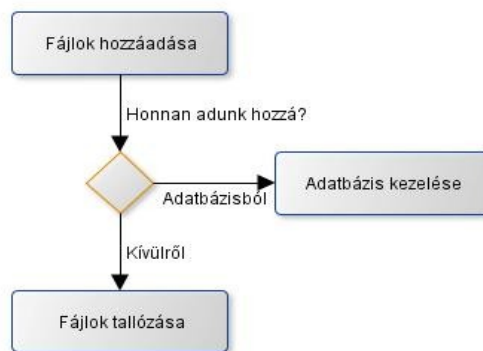 Fájlok hozzáadása
Honnan adunk hozzá?
Adatbázisból
Adatbázis kezelése
Kívülről
Fájlok tallózása